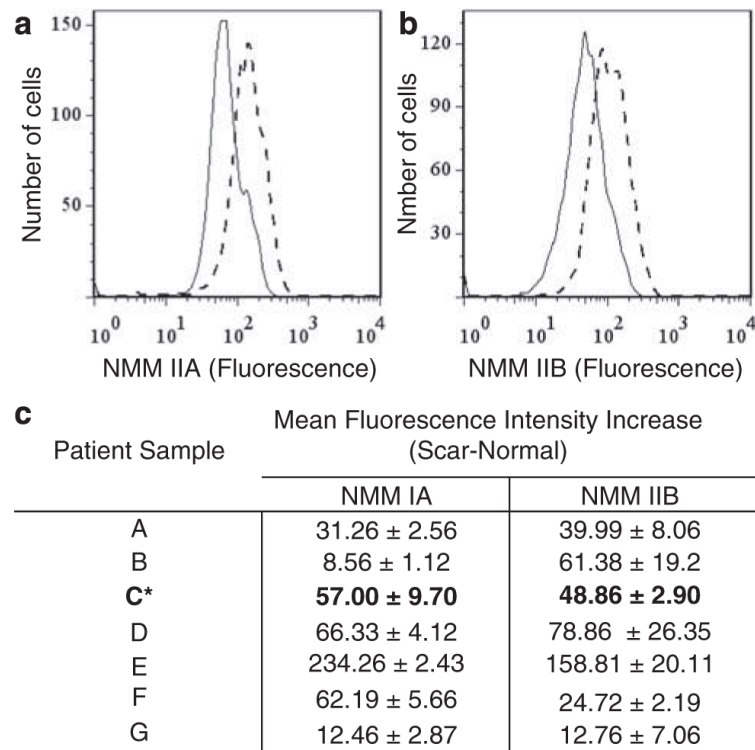 a
150
100
50
Number of cells
10^0 10^1 10^2 10^3 10^4
NMM IIA (Fluorescence)
b
120
90
60
30
Nmber of cells
10^0 10^1 10^2 10^3 10^4
NMM IIB (Fluorescence)
c
Mean Fluorescence Intensity Increase
Patient Sample (Scar-Normal)
NMM IA NMM IIB
A 31.26 ± 2.56 39.99 ± 8.06
B 8.56 ± 1.12 61.38 ± 19.2
C* 57.00 ± 9.70 48.86 ± 2.90
D 66.33 ± 4.12 78.86 ± 26.35
E 234.26 ± 2.43 158.81 ± 20.11
F 62.19 ± 5.66 24.72 ± 2.19
G 12.46 ± 2.87 12.76 ± 7.06